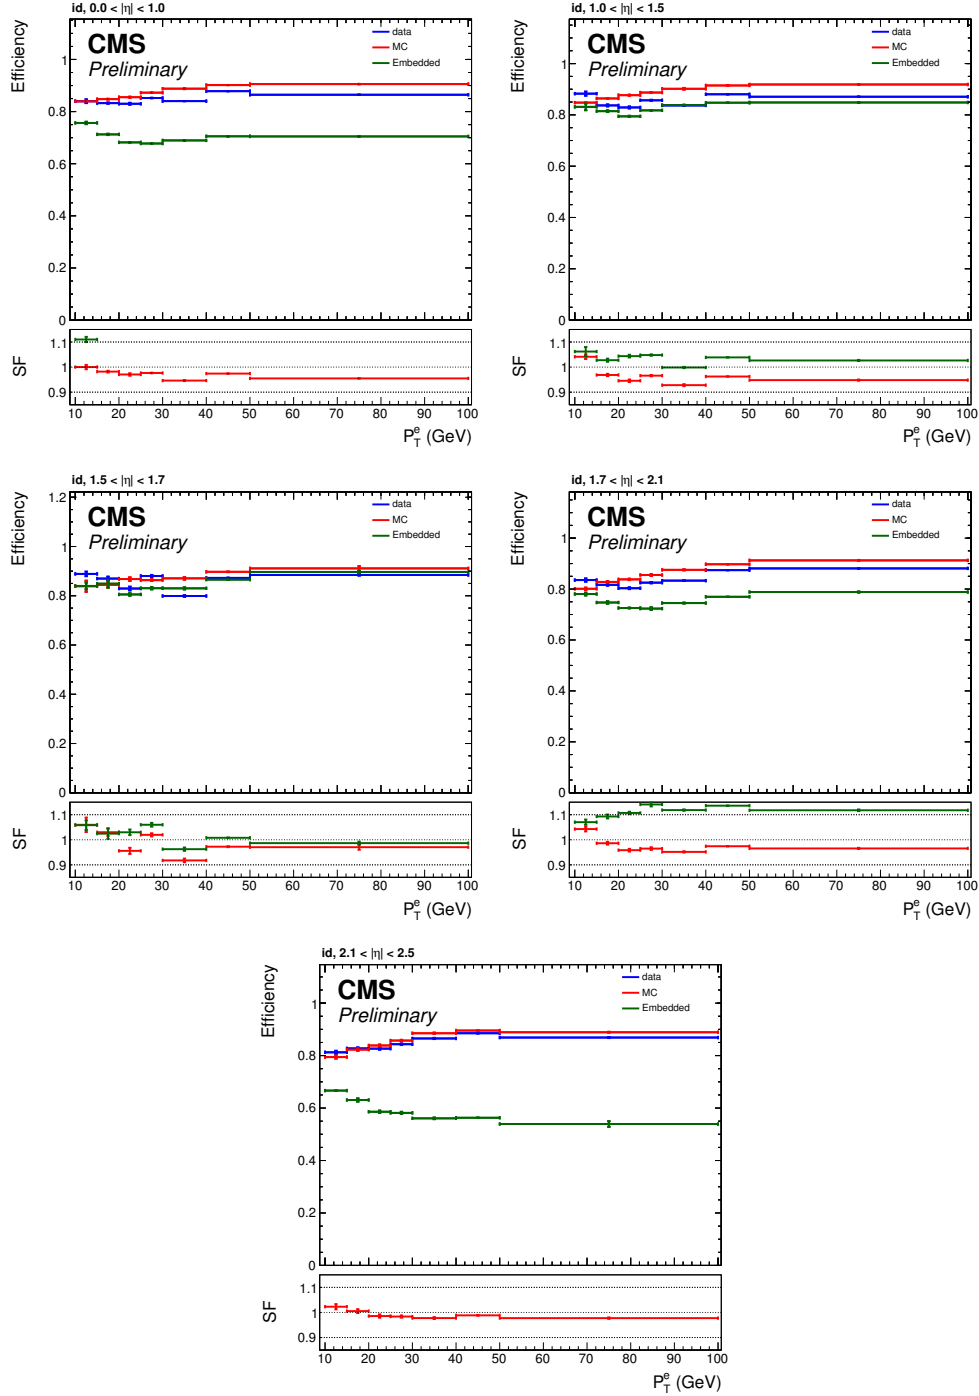 id, 0.0 < |η| < 1.0
Efficiency
1
0.8
0.6
0.4
0.2
0
CMS
Preliminary
data
MC
Embedded
SF
1.1
1
0.9
10 20 30 40 50 60 70 80 90 100
P_T^e (GeV)
id, 1.0 < |η| < 1.5
Efficiency
1
0.8
0.6
0.4
0.2
0
CMS
Preliminary
data
MC
Embedded
SF
1.1
1
0.9
10 20 30 40 50 60 70 80 90 100
P_T^e (GeV)
id, 1.5 < |η| < 1.7
Efficiency
1.2
1
0.8
0.6
0.4
0.2
0
CMS
Preliminary
data
MC
Embedded
SF
1.1
1
0.9
10 20 30 40 50 60 70 80 90 100
P_T^e (GeV)
id, 1.7 < |η| < 2.1
Efficiency
1
0.8
0.6
0.4
0.2
0
CMS
Preliminary
data
MC
Embedded
SF
1.1
1
0.9
10 20 30 40 50 60 70 80 90 100
P_T^e (GeV)
id, 2.1 < |η| < 2.5
Efficiency
1
0.8
0.6
0.4
0.2
0
CMS
Preliminary
data
MC
Embedded
SF
1.1
1
0.9
10 20 30 40 50 60 70 80 90 100
P_T^e (GeV)